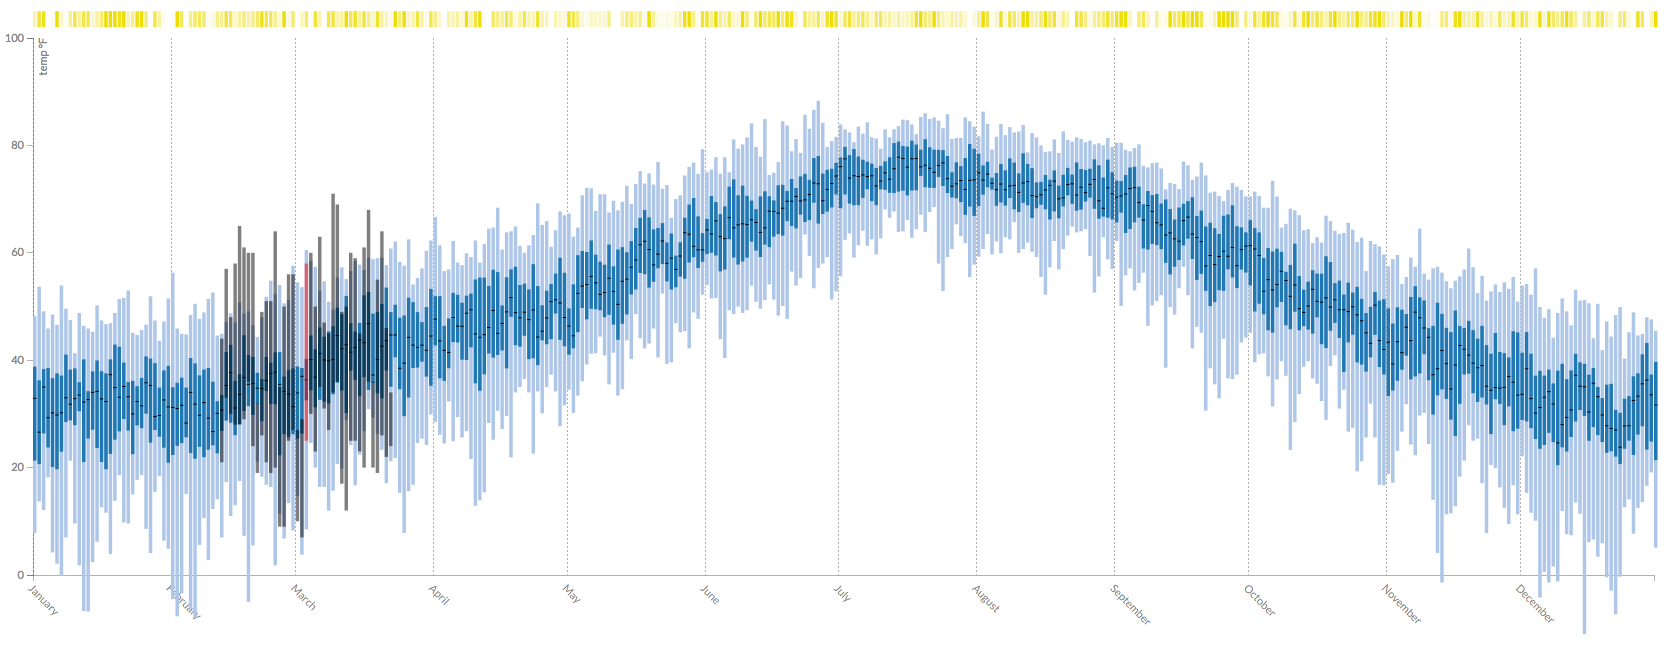 100
temp °F
80
60
40
20
0
January
February
March
April
May
June
July
August
September
October
November
December